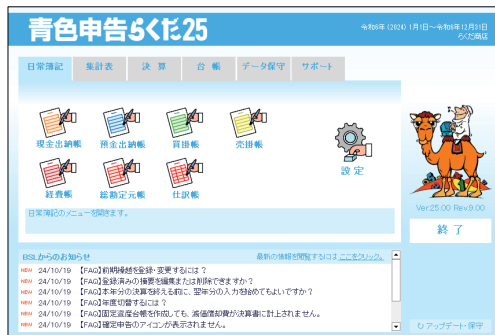 青色申告らくだ25
令和6年 (2024) 1月1日～令和6年12月31日
らくだ商店
日常簿記 集計表 決 算 台 帳 データ保守 サポート
現金出納帳 預金出納帳 買掛帳 売掛帳
設 定
経費帳 総勘定元帳 仕訳帳
日常簿記のメニューを開きます。
Ver.25.00 Rev.9.00
終 了
BSLからのお知らせ 最新の情報を閲覧するには ここをクリック。
NEW 24/10/19 【FAQ】前期繰越を登録・変更するには？
NEW 24/10/19 【FAQ】登録済みの摘要を編集または削除できますか？
NEW 24/10/19 【FAQ】本年分の決算を終える前に、翌年分の入力を始めてもよいですか？
NEW 24/10/19 【FAQ】年度切替するには？
NEW 24/10/19 【FAQ】固定資産台帳を作成しても、減価償却費が決算書に計上されません。
NEW 24/10/19 【FAQ】確定申告のアイコンが表示されません。
アップデート・保守